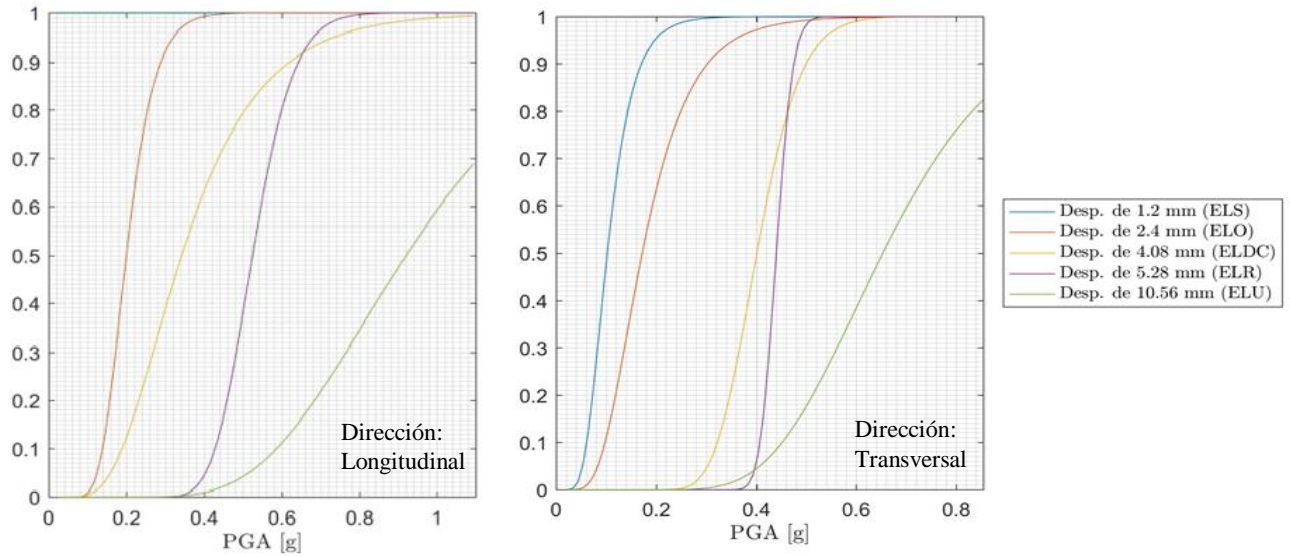 1
0.9
0.8
0.7
0.6
0.5
0.4
0.3
0.2
0.1
0
0 0.2 0.4 0.6 0.8 1
PGA [g]
Dirección:
Longitudinal
1
0.9
0.8
0.7
0.6
0.5
0.4
0.3
0.2
0.1
0
0 0.2 0.4 0.6 0.8
PGA [g]
Dirección:
Transversal
Desp. de 1.2 mm (ELS)
Desp. de 2.4 mm (ELO)
Desp. de 4.08 mm (ELDC)
Desp. de 5.28 mm (ELR)
Desp. de 10.56 mm (ELU)